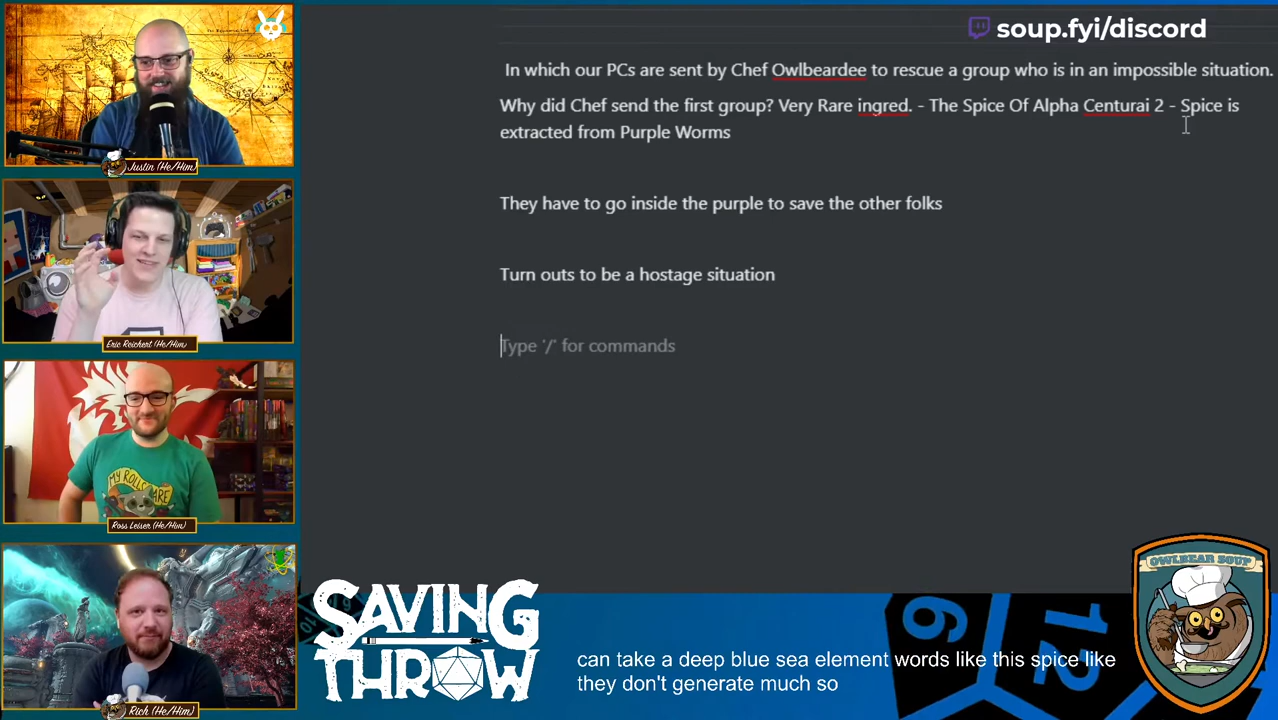 soup.fyi/discord
In which our PCs are sent by Chef Owlbeardee to rescue a group who is in an impossible situation.
Why did Chef send the first group? Very Rare ingred. - The Spice Of Alpha Centurai 2 - Spice is
extracted from Purple Worms
They have to go inside the purple to save the other folks
Turn outs to be a hostage situation
Type '/' for commands
Justin (He/Him)
Eric Reichert (He/Him)
MY ROLLS ARE
Ross Leiser (He/Him)
Rich (He/Him)
SAVING
THROW
10
6
12
OWLBEAR SOUP
can take a deep blue sea element words like this spice like
they don't generate much so